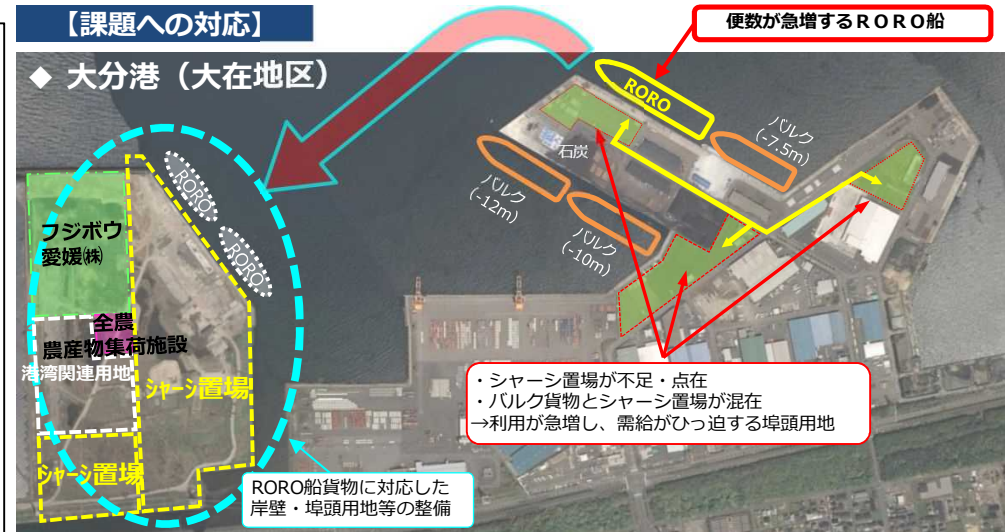 【課題への対応】
便数が急増するＲＯＲＯ船
◆ 大分港（大在地区）
RORO
バルク
(-7.5m)
石炭
バルク
(-12m)
バルク
(-10m)
RORO
RORO
フジボウ
愛媛㈱
全農
農産物集荷施設
港湾関連用地
ｼｬｰｼ置場
ｼｬｰｼ置場
・シャーシ置場が不足・点在
・バルク貨物とシャーシ置場が混在
→利用が急増し、需給がひっ迫する埠頭用地
RORO船貨物に対応した
岸壁・埠頭用地等の整備